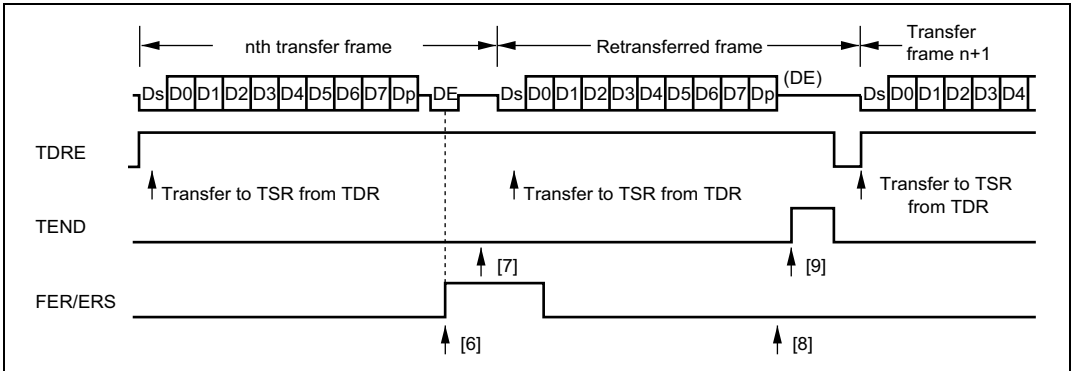 nth transfer frame
Retransferred frame
Transfer
frame n+1
Ds D0 D1 D2 D3 D4 D5 D6 D7 Dp DE Ds D0 D1 D2 D3 D4 D5 D6 D7 Dp (DE) Ds D0 D1 D2 D3 D4
TDRE
Transfer to TSR from TDR
Transfer to TSR from TDR
Transfer to TSR
from TDR
TEND
[7]
[9]
FER/ERS
[6]
[8]